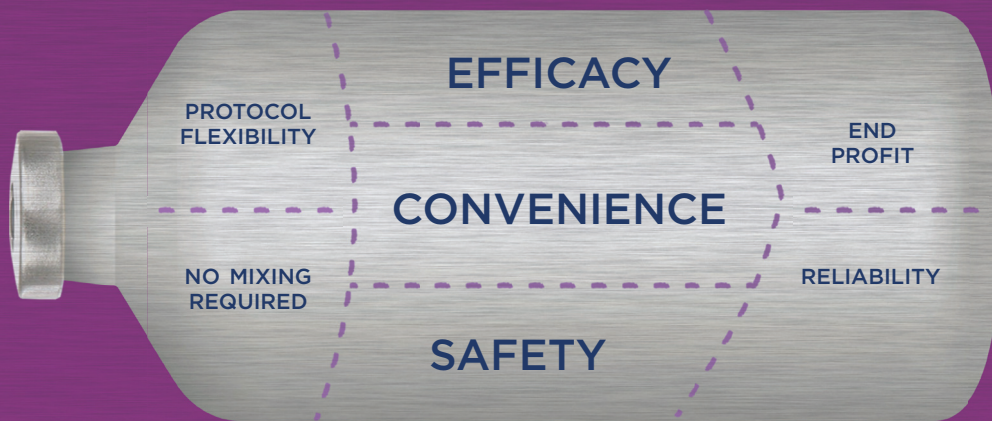 PROTOCOL
FLEXIBILITY
NO MIXING
REQUIRED
EFFICACY
CONVENIENCE
SAFETY
END
PROFIT
RELIABILITY